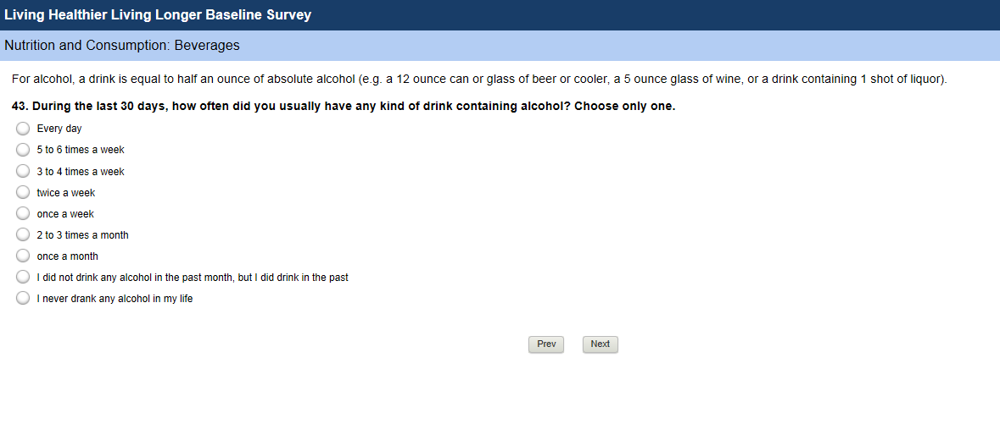 Living Healthier Living Longer Baseline Survey
Nutrition and Consumption: Beverages
For alcohol, a drink is equal to half an ounce of absolute alcohol (e.g. a 12 ounce can or glass of beer or cooler, a 5 ounce glass of wine, or a drink containing 1 shot of liquor).
43. During the last 30 days, how often did you usually have any kind of drink containing alcohol? Choose only one.
Every day
5 to 6 times a week
3 to 4 times a week
twice a week
once a week
2 to 3 times a month
once a month
I did not drink any alcohol in the past month, but I did drink in the past
I never drank any alcohol in my life
Prev Next